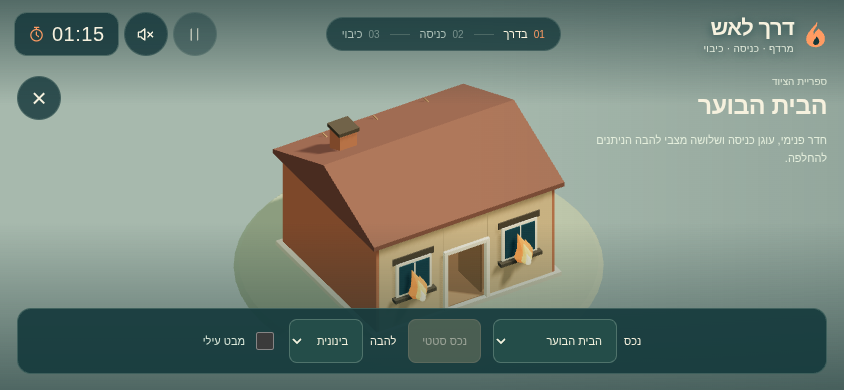 דרך לאש
מרדף · כניסה · כיבוי
01 בדרך 02 כניסה 03 כיבוי
01:15
ספריית הציוד
הבית הבוער
חדר פנימי, עוגן כניסה ושלושה מצבי להבה הניתנים
להחלפה.
נכס הבית הבוער נכס סטטי להבה בינונית מבט עילי